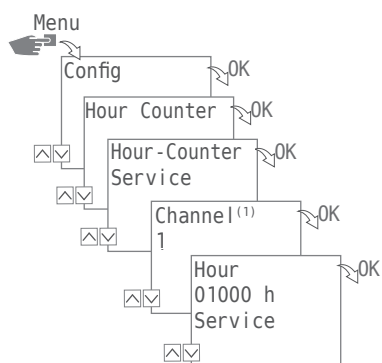 Menu
Config
OK
Hour Counter
OK
Hour-Counter
Service
OK
Channel(1)
1
OK
Hour
01000 h
Service
OK